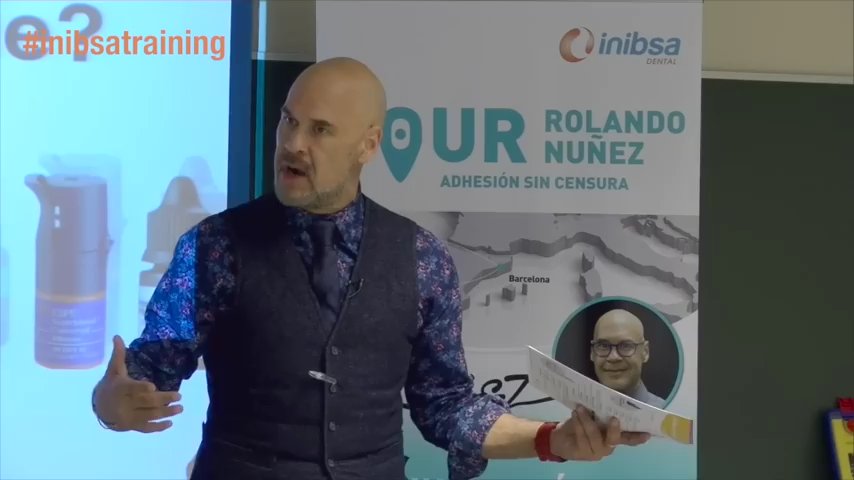 e?
#Inibsatraining
inibsa
DENTAL
OUR
ROLANDO
NUÑEZ
ADHESIÓN SIN CENSURA
Barcelona